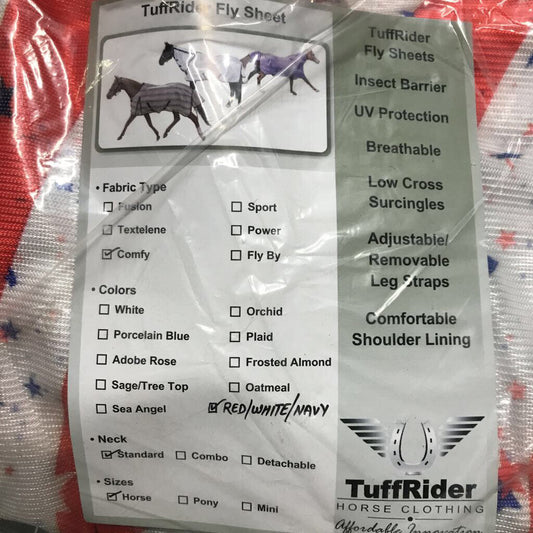 TuffRider Fly Sheet
• Fabric Type
Fusion
Sport
Textelene
Power
Comfy
Fly By
• Colors
White
Orchid
Porcelain Blue
Plaid
Adobe Rose
Frosted Almond
Sage/Tree Top
Oatmeal
Sea Angel
RED/WHITE/NAVY
• Neck
Standard
Combo
Detachable
• Sizes
Horse
Pony
Mini
TuffRider
Fly Sheets
Insect Barrier
UV Protection
Breathable
Low Cross
Surcingles
Adjustable/
Removable
Leg Straps
Comfortable
Shoulder Lining
TuffRider
HORSE CLOTHING
Affordable Innovation